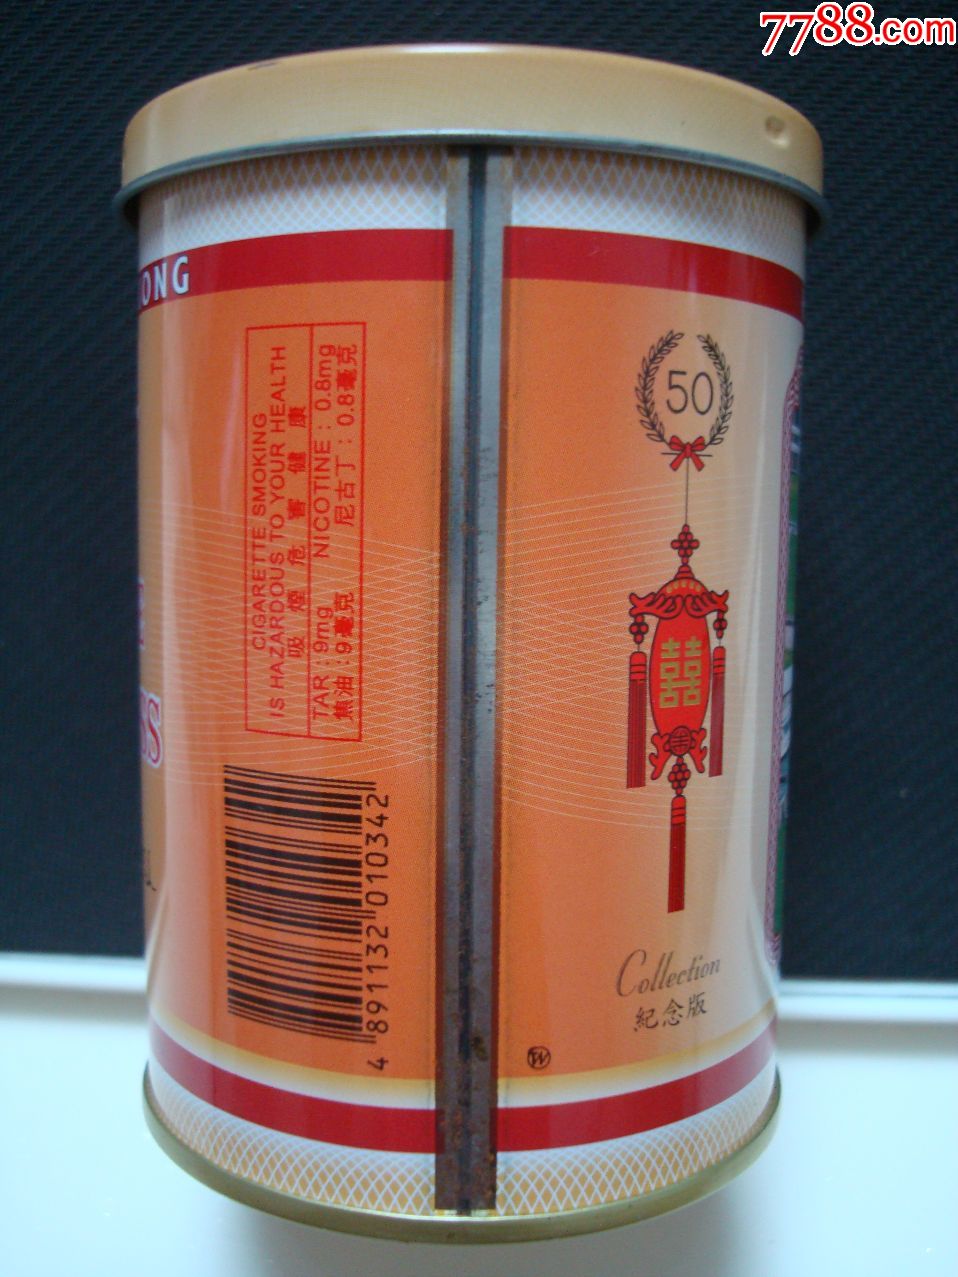 7788.com
ONG
CIGARETTE SMOKING
IS HAZARDOUS TO YOUR HEALTH
吸煙危害健康
TAR : 9mg NICOTINE : 0.8mg
焦油 : 9毫克 尼古丁 : 0.8毫克
SS
4 891132 010342
50
囍
Collection
紀念版